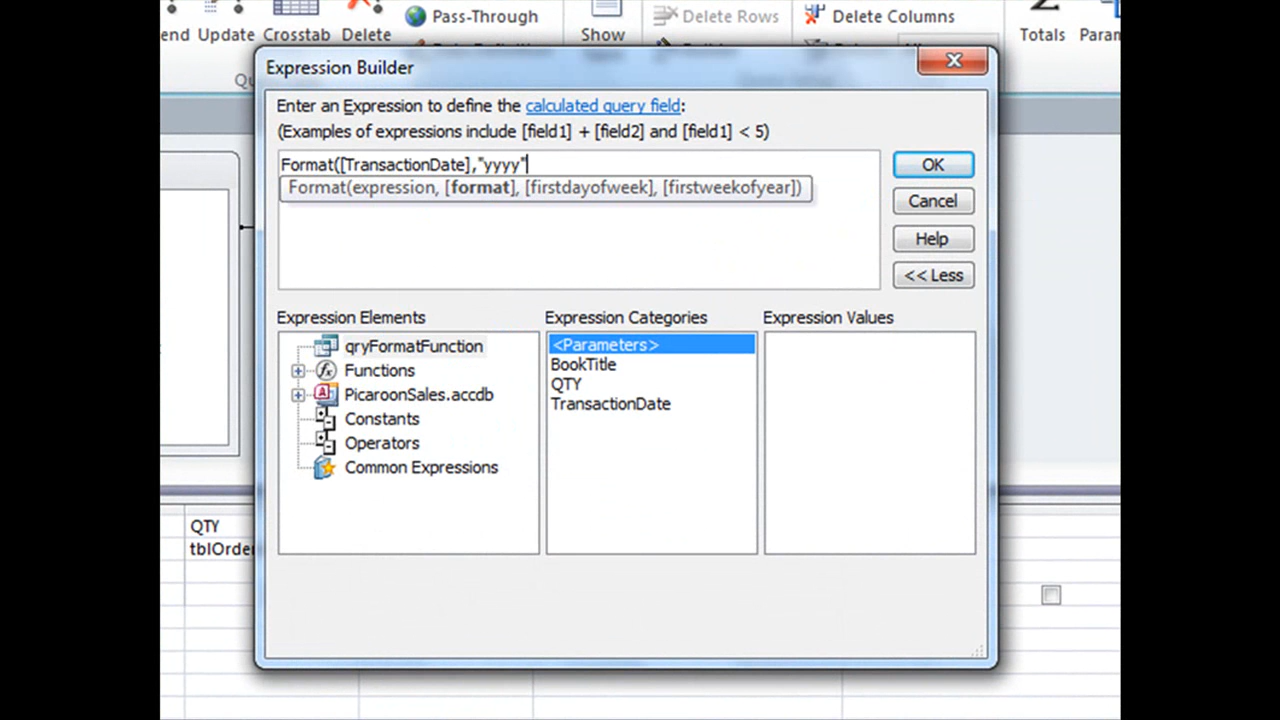 Pass-Through
Delete Rows
Delete Columns
end Update Crosstab Delete
Show
Totals Param
Expression Builder
Enter an Expression to define the calculated query field:
(Examples of expressions include [field1] + [field2] and [field1] < 5)
Format([TransactionDate],"yyyy"
Format(expression, [format], [firstdayofweek], [firstweekofyear])
OK
Cancel
Help
<< Less
Expression Elements
Expression Categories
Expression Values
qryFormatFunction
Functions
PicaroonSales.accdb
Constants
Operators
Common Expressions
<Parameters>
BookTitle
QTY
TransactionDate
QTY
tblOrde